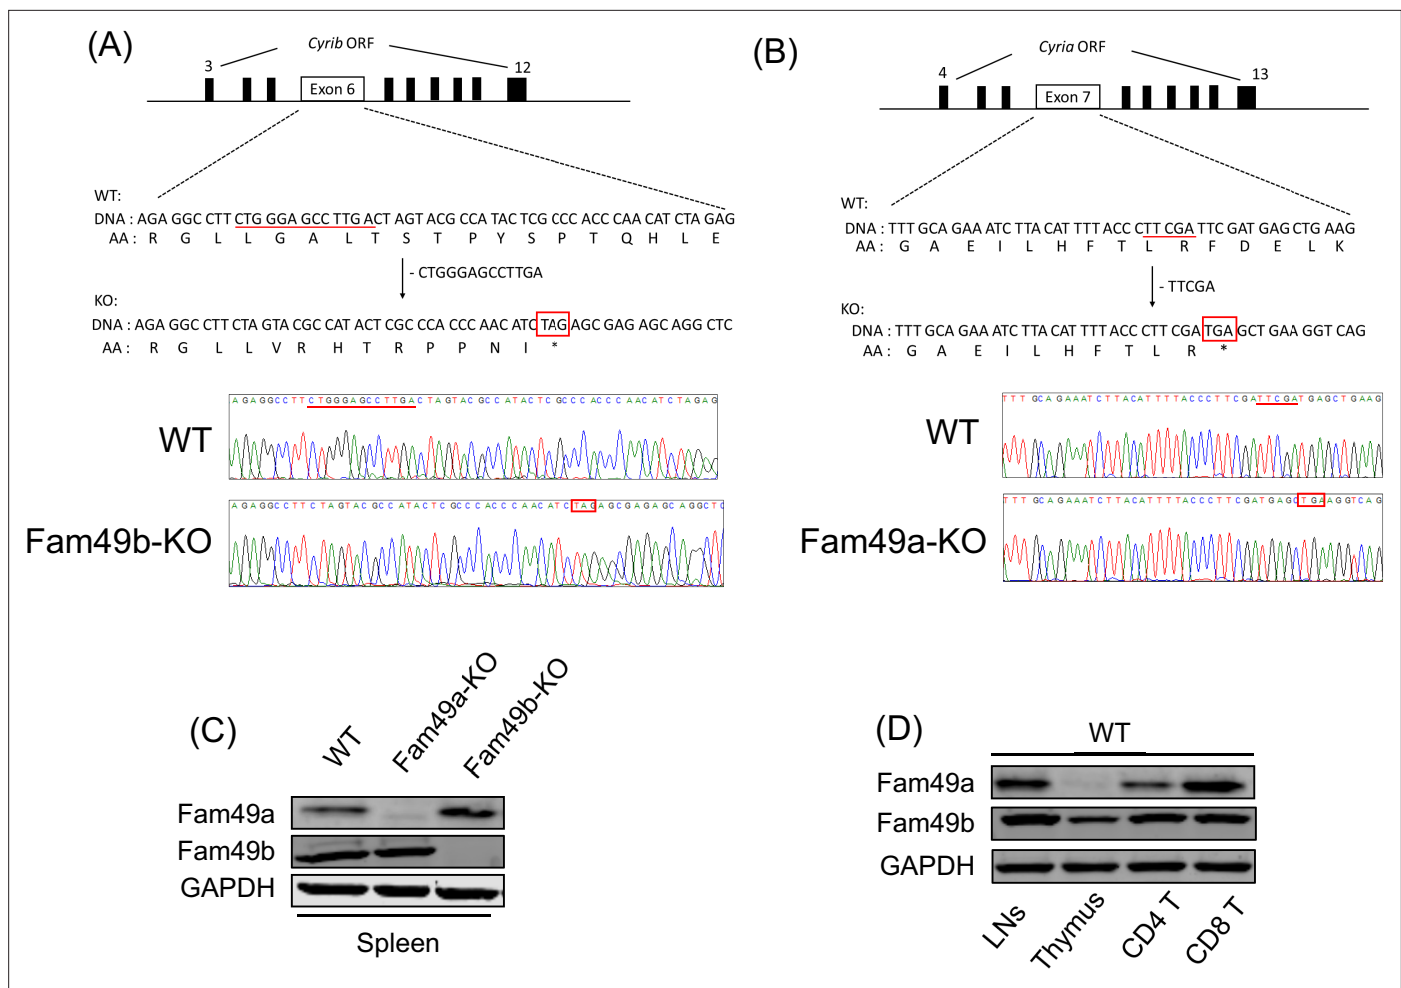 (A)
Cyrib ORF
3
12
Exon 6
WT:
DNA : AGA GGC CTT CTG GGA GCC TTG ACT AGT ACG CCA TAC TCG CCC ACC CAA CAT CTA GAG
AA : R G L L G A L T S T P Y S P T Q H L E
- CTGGGAGCCTTGA
KO:
DNA : AGA GGC CTT CTA GTA CGC CAT ACT CGC CCA CCC AAC ATC TAG AGC GAG AGC AGG CTC
AA : R G L L V R H T R P P N I *
AGAGGCCTTCTGGGAGCCTTGACTAGTACGCCATACTCGCCCACCCAACATCTAGAG
WT
AGAGGCCTTCTAGTACGCCATACTCGCCCACCCAACATCTAGAGCGAGAGCAGGCTC
Fam49b-KO
(B)
Cyria ORF
4
13
Exon 7
WT:
DNA : TTT GCA GAA ATC TTA CAT TTT ACC CTT CGA TTC GAT GAG CTG AAG
AA : G A E I L H F T L R F D E L K
- TTCGA
KO:
DNA : TTT GCA GAA ATC TTA CAT TTT ACC CTT CGA TGA GCT GAA GGT CAG
AA : G A E I L H F T L R *
TTTGCAGAAATCTTACATTTTACCCTTCGATTCGATGAGCTGAAG
WT
TTTGCAGAAATCTTACATTTTACCCTTCGATGAGCTGAAGGTCAG
Fam49a-KO
(C)
WT
Fam49a-KO
Fam49b-KO
Fam49a
Fam49b
GAPDH
Spleen
(D)
WT
Fam49a
Fam49b
GAPDH
LNs
Thymus
CD4 T
CD8 T